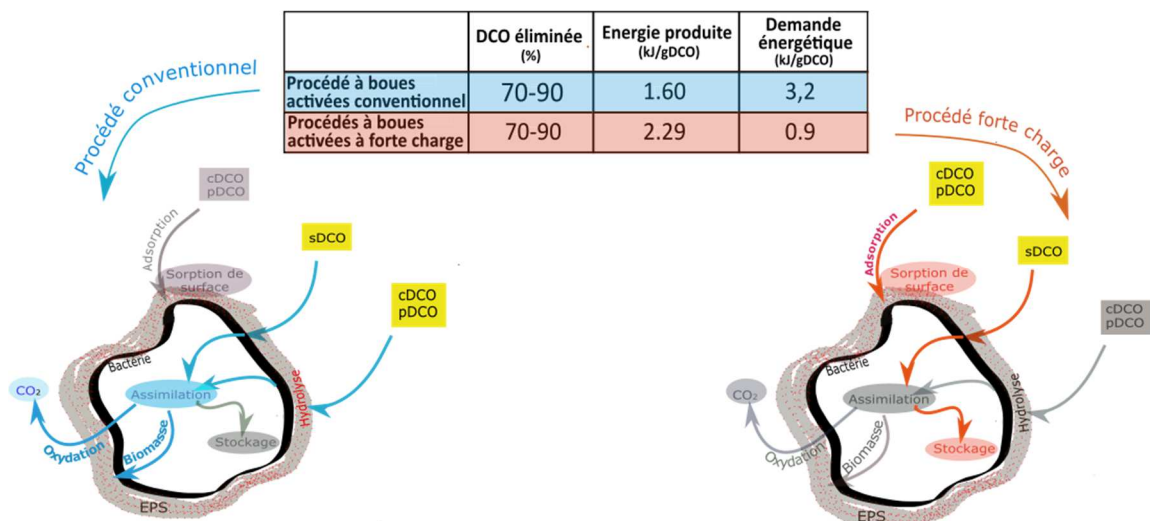 DCO éliminée
(%)
Energie produite
(kJ/gDCO)
Demande
énergétique
(kJ/gDCO)
Procédé à boues
activées conventionnel
70-90
1.60
3,2
Procédés à boues
activées à forte charge
70-90
2.29
0.9
Procédé conventionnel
cDCO
pDCO
Adsorption
Sorption de
surface
sDCO
cDCO
pDCO
Bactérie
CO₂
Assimilation
Hydrolyse
Oxydation
Biomasse
Stockage
EPS
Procédé forte charge
cDCO
pDCO
Adsorption
Sorption de
surface
sDCO
cDCO
pDCO
Bactérie
CO₂
Assimilation
Hydrolyse
Oxydation
Biomasse
Stockage
EPS